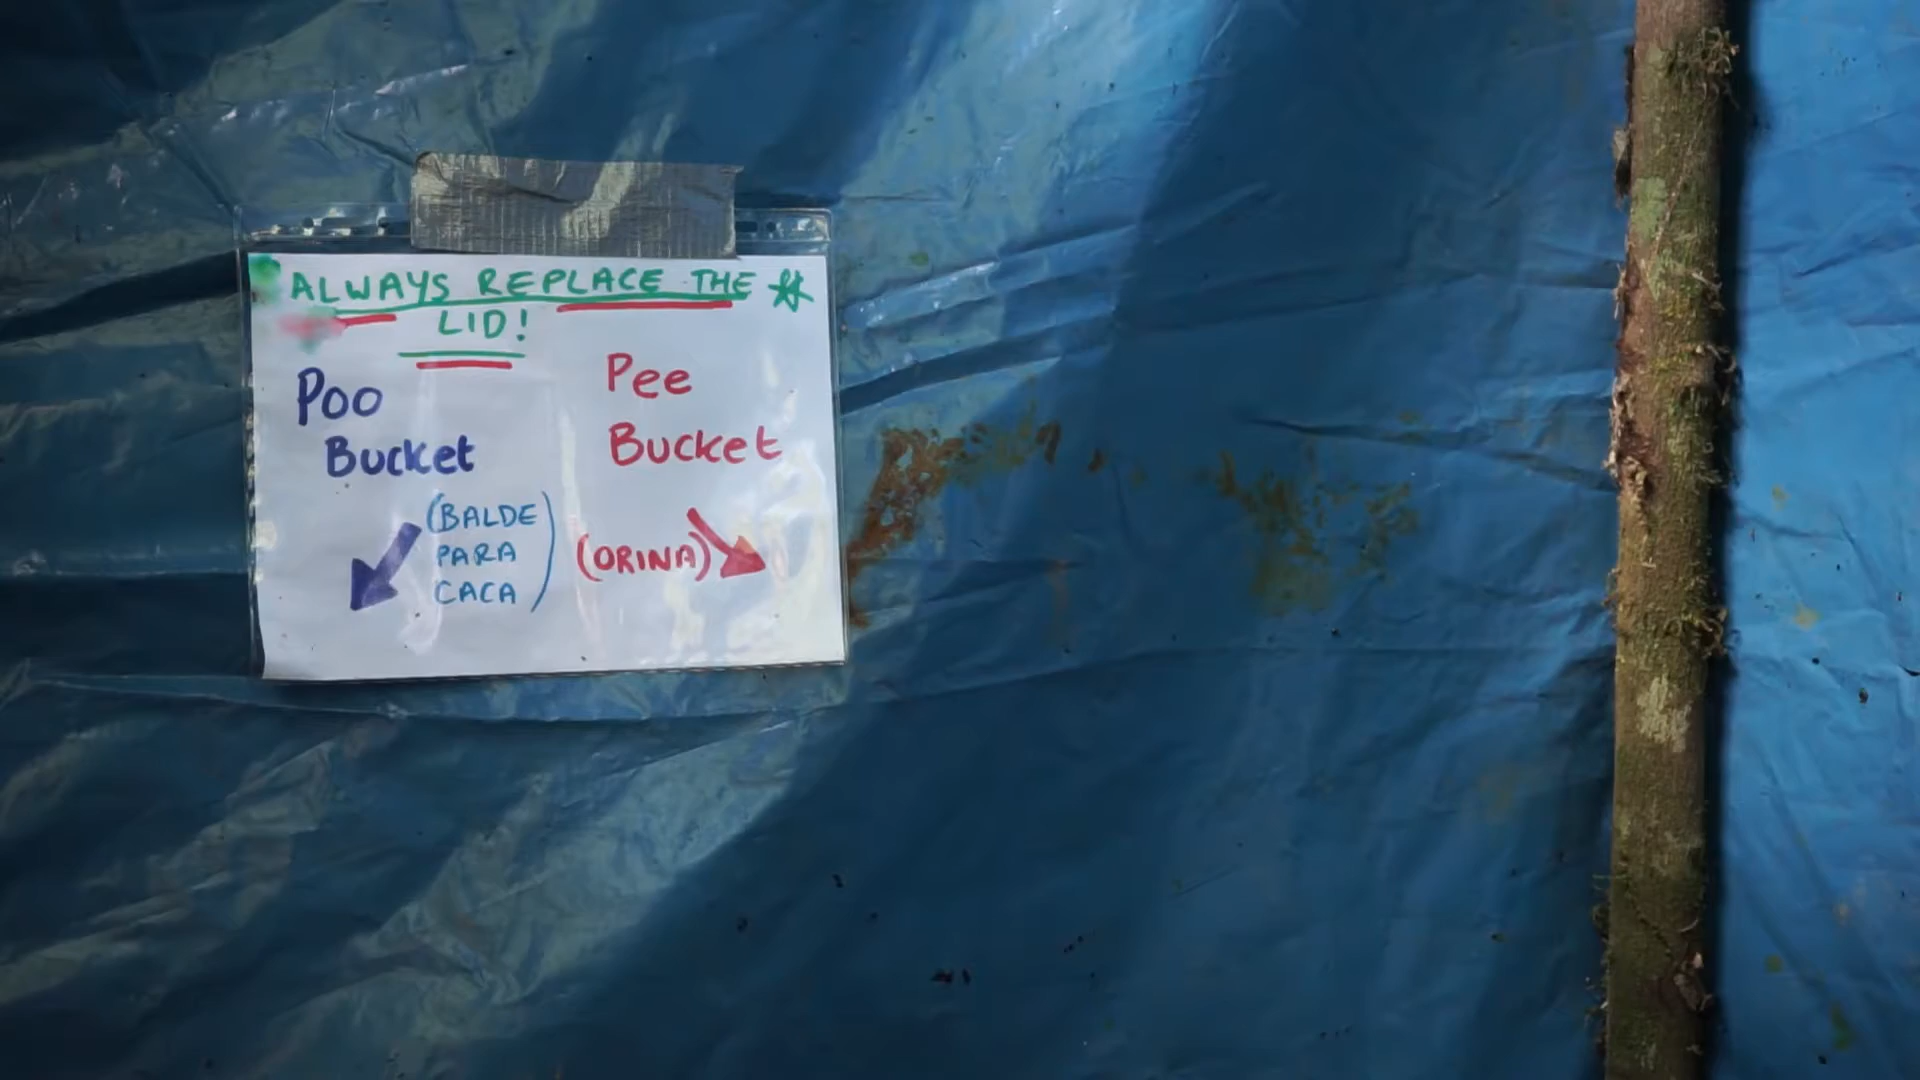 ALWAYS REPLACE THE
LID!
Poo
Bucket
(BALDE
PARA
CACA)
Pee
Bucket
(ORINA)